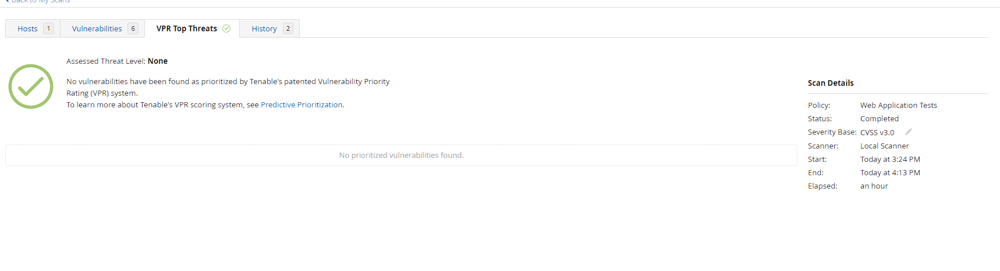 Back to My Scans
Hosts 1 Vulnerabilities 6 VPR Top Threats History 2
Assessed Threat Level: None
No vulnerabilities have been found as prioritized by Tenable's patented Vulnerability Priority
Rating (VPR) system.
To learn more about Tenable's VPR scoring system, see Predictive Prioritization.
No prioritized vulnerabilities found.
Scan Details
Policy: Web Application Tests
Status: Completed
Severity Base: CVSS v3.0
Scanner: Local Scanner
Start: Today at 3:24 PM
End: Today at 4:13 PM
Elapsed: an hour